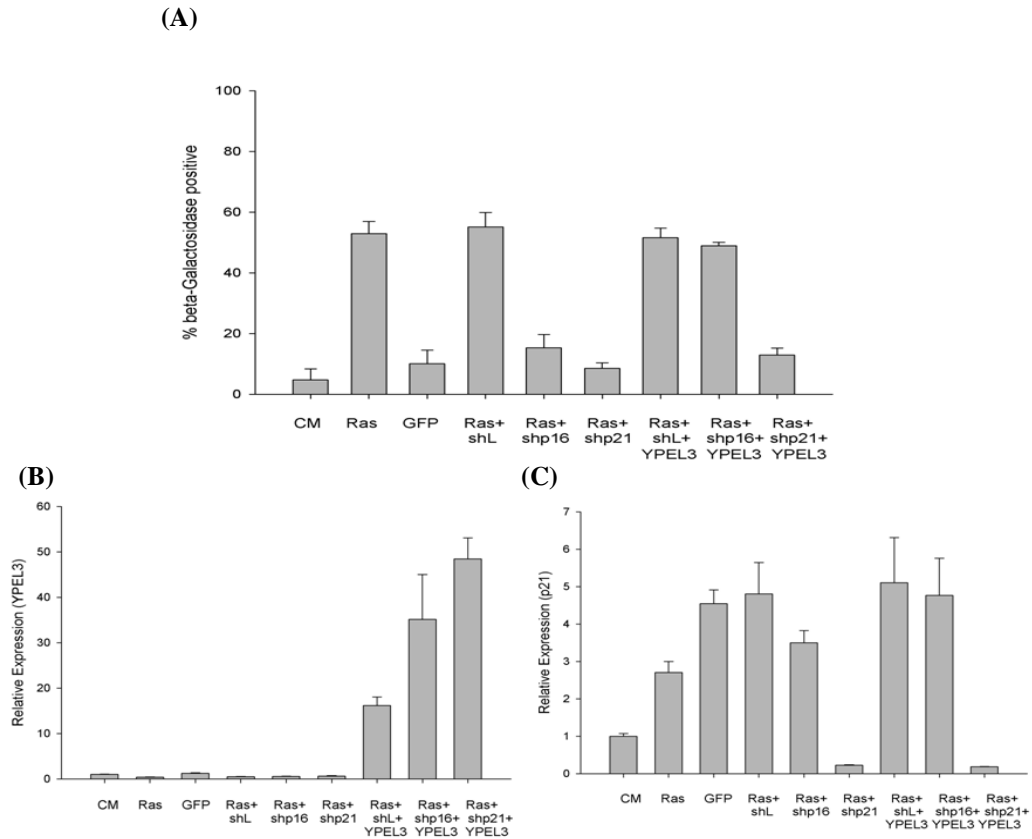 (A)
% beta-Galactosidase positive
100
80
60
40
20
0
CM Ras GFP Ras+ Ras+ Ras+ Ras+ Ras+ Ras+
shL shp16 shp21 shL+ shp16+ shp21+
YPEL3 YPEL3 YPEL3
(B)
Relative Expression (YPEL3)
60
50
40
30
20
10
0
CM Ras GFP Ras+ Ras+ Ras+ Ras+ Ras+ Ras+
shL shp16 shp21 shL+ shp16+ shp21+
YPEL3 YPEL3 YPEL3
(C)
Relative Expression (p21)
7
6
5
4
3
2
1
0
CM Ras GFP Ras+ Ras+ Ras+ Ras+ Ras+ Ras+
shL shp16 shp21 shL+ shp16+ shp21+
YPEL3 YPEL3 YPEL3